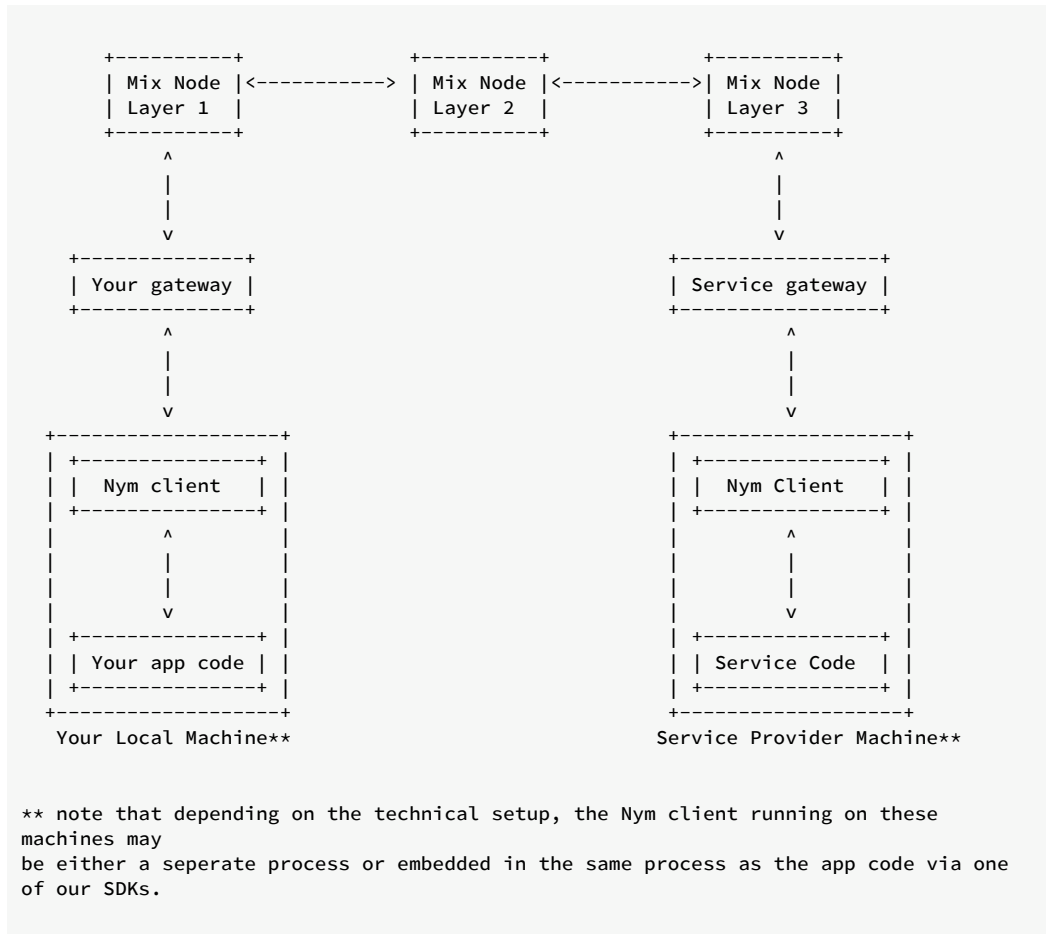 Mix Node Mix Node Mix Node
Layer 1 Layer 2 Layer 3
Your gateway Service gateway
Nym client Nym Client
Your app code Service Code
Your Local Machine** Service Provider Machine**
** note that depending on the technical setup, the Nym client running on these
machines may
be either a seperate process or embedded in the same process as the app code via one
of our SDKs.